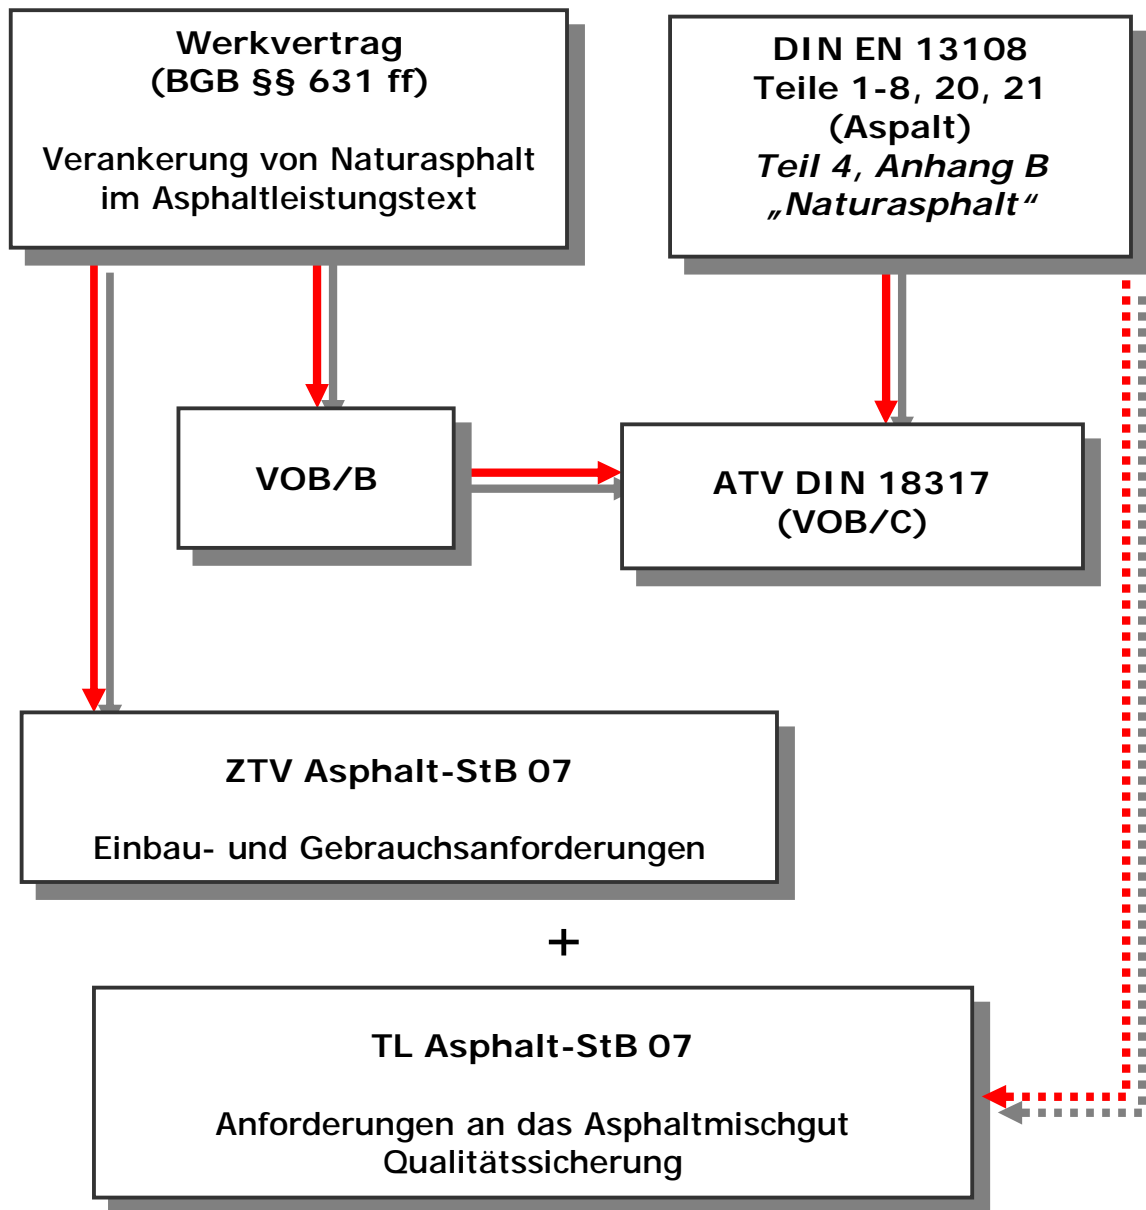 Werkvertrag
(BGB §§ 631 ff)
Verankerung von Naturasphalt
im Asphaltleistungstext
DIN EN 13108
Teile 1-8, 20, 21
(Aspalt)
Teil 4, Anhang B
„Naturasphalt“
VOB/B
ATV DIN 18317
(VOB/C)
ZTV Asphalt-StB 07
Einbau- und Gebrauchsanforderungen
+
TL Asphalt-StB 07
Anforderungen an das Asphaltmischgut
Qualitätssicherung